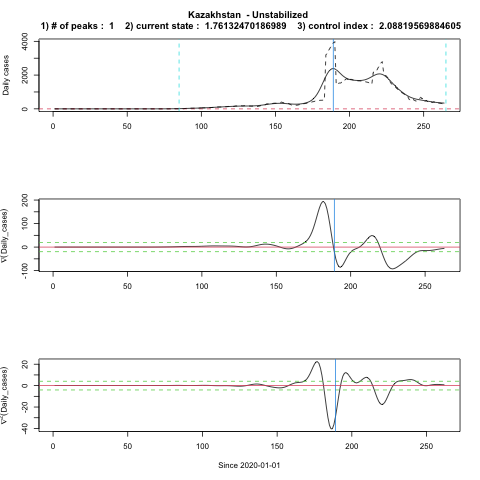 Kazakhstan - Unstabilized
1) # of peaks : 1 2) current state : 1.76132470186989 3) control index : 2.08819569884605
Daily cases
4000
2000
0
0 50 100 150 200 250
∇(Daily_cases)
200
100
0
-100
0 50 100 150 200 250
∇²(Daily_cases)
20
0
-20
-40
0 50 100 150 200 250
Since 2020-01-01